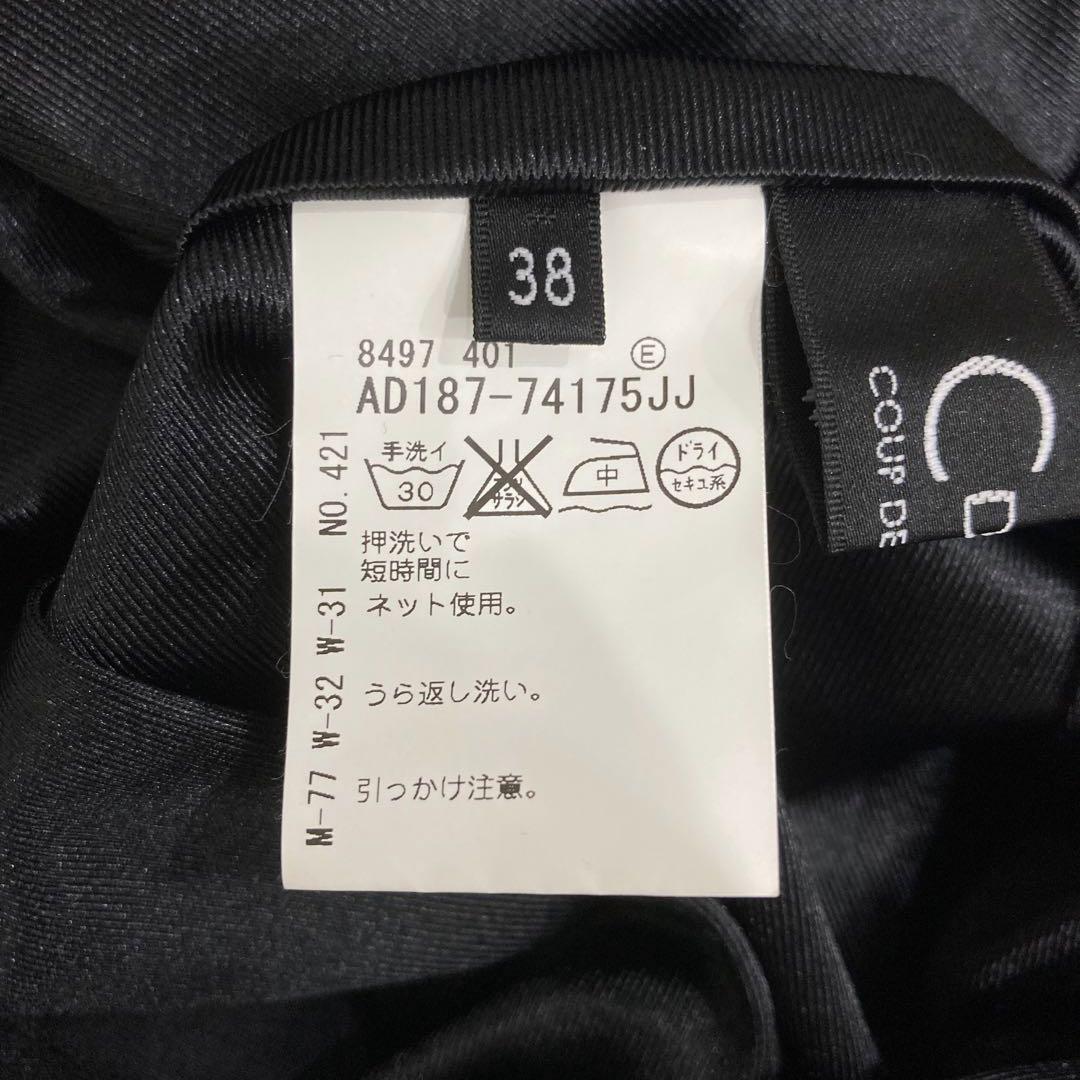 38
8497 401 Ⓔ
AD187-74175JJ
手洗イ
30
中
ドライ
セキユ系
押洗いで
短時間に
ネット使用。
うら返し洗い。
引っかけ注意。
M-77 W-32 W-31 NO.421
COUP DE